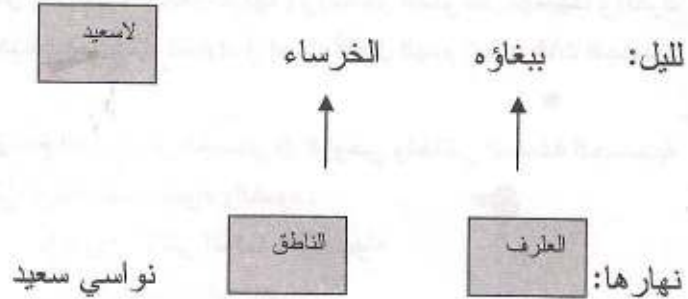 لاسعيد
لليل: ببغاؤه الخرساء
العلرف الناطق
نهارها: نواسي سعيد